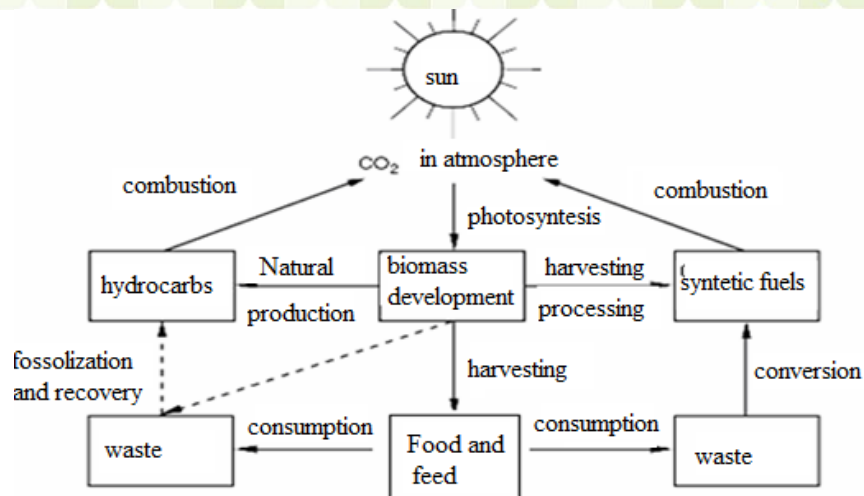 sun
CO₂ in atmosphere
combustion
combustion
photosyntesis
hydrocarbs
Natural
production
biomass
development
harvesting
processing
syntetic fuels
fossolization
and recovery
harvesting
conversion
waste
consumption
Food and
feed
consumption
waste